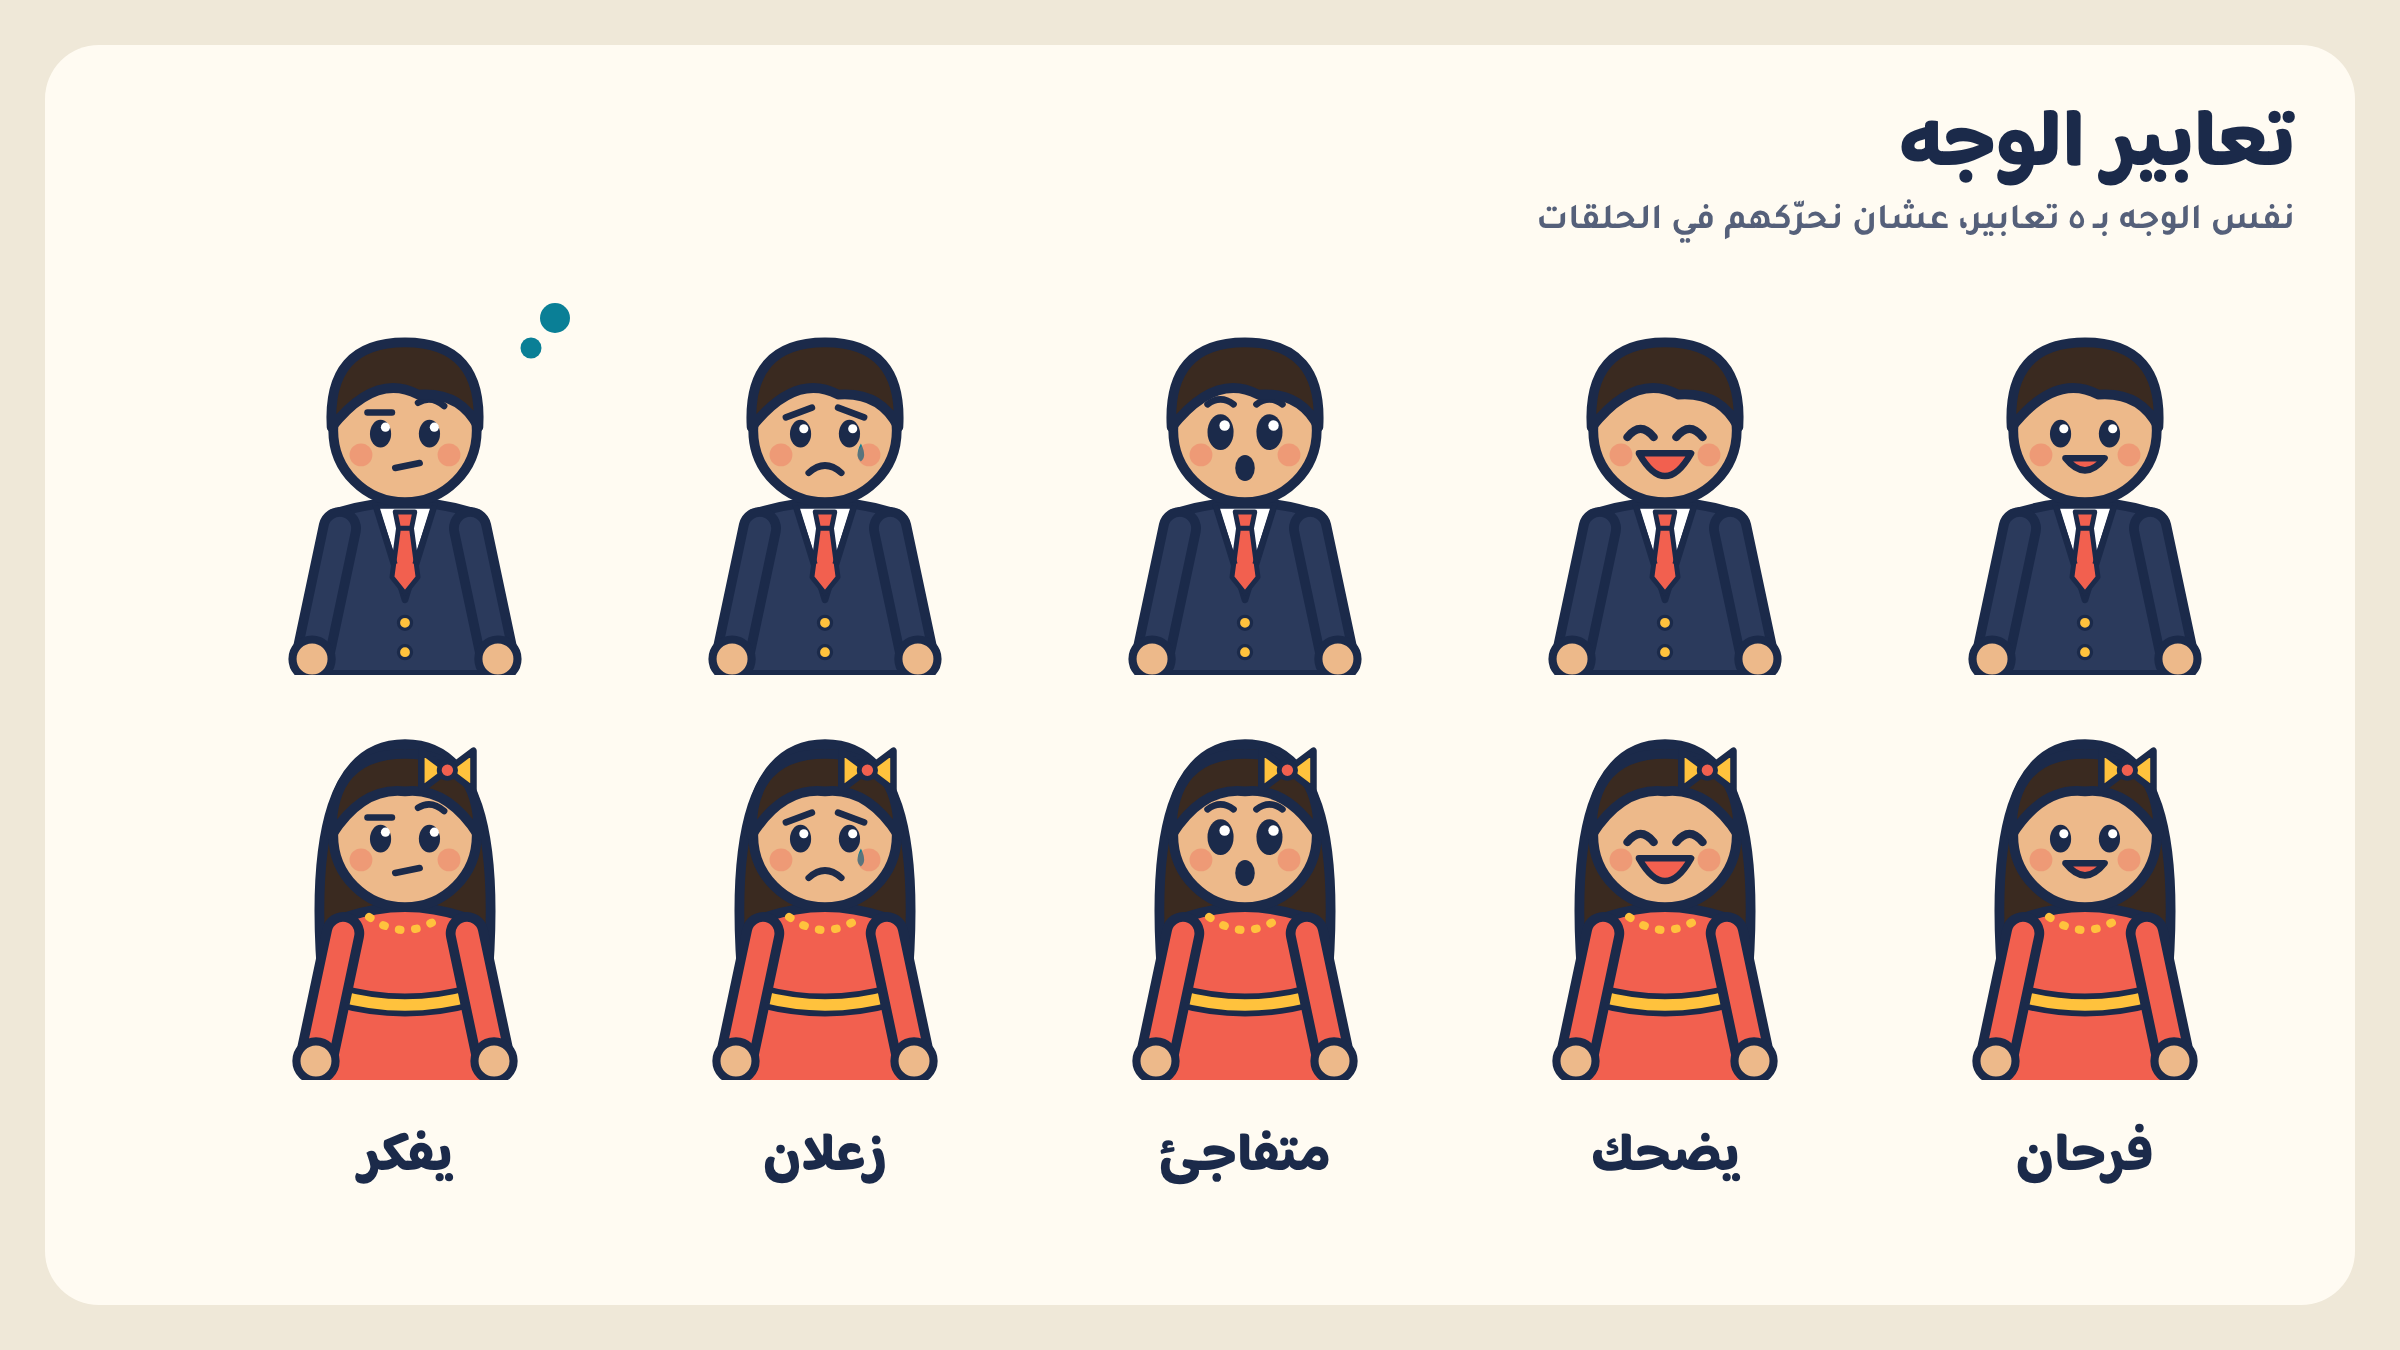 تعابير الوجه
نفس الوجه بـ ٥ تعابير، عشان نحرّكهم في الحلقات
فرحان
يضحك
متفاجئ
زعلان
يفكر